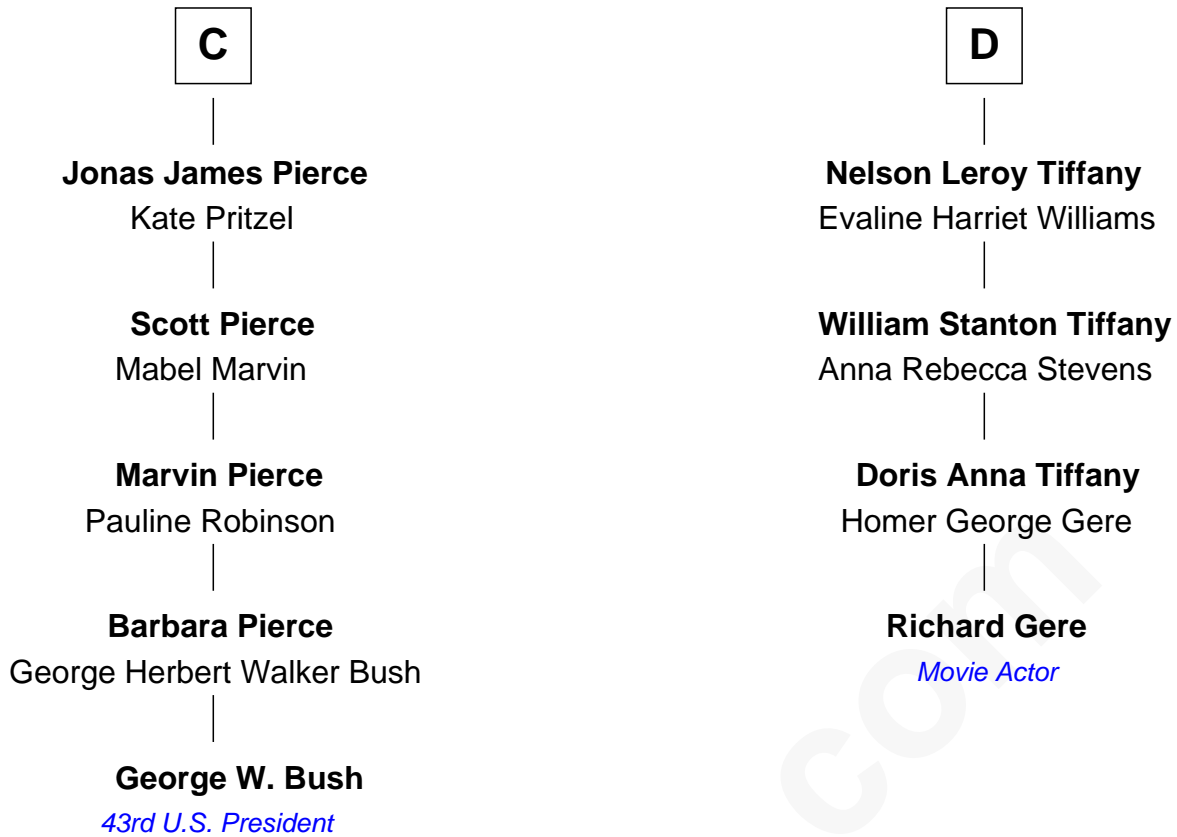 C
Jonas James Pierce
Kate Pritzel
Scott Pierce
Mabel Marvin
Marvin Pierce
Pauline Robinson
Barbara Pierce
George Herbert Walker Bush
George W. Bush
43rd U.S. President
D
Nelson Leroy Tiffany
Evaline Harriet Williams
William Stanton Tiffany
Anna Rebecca Stevens
Doris Anna Tiffany
Homer George Gere
Richard Gere
Movie Actor
com